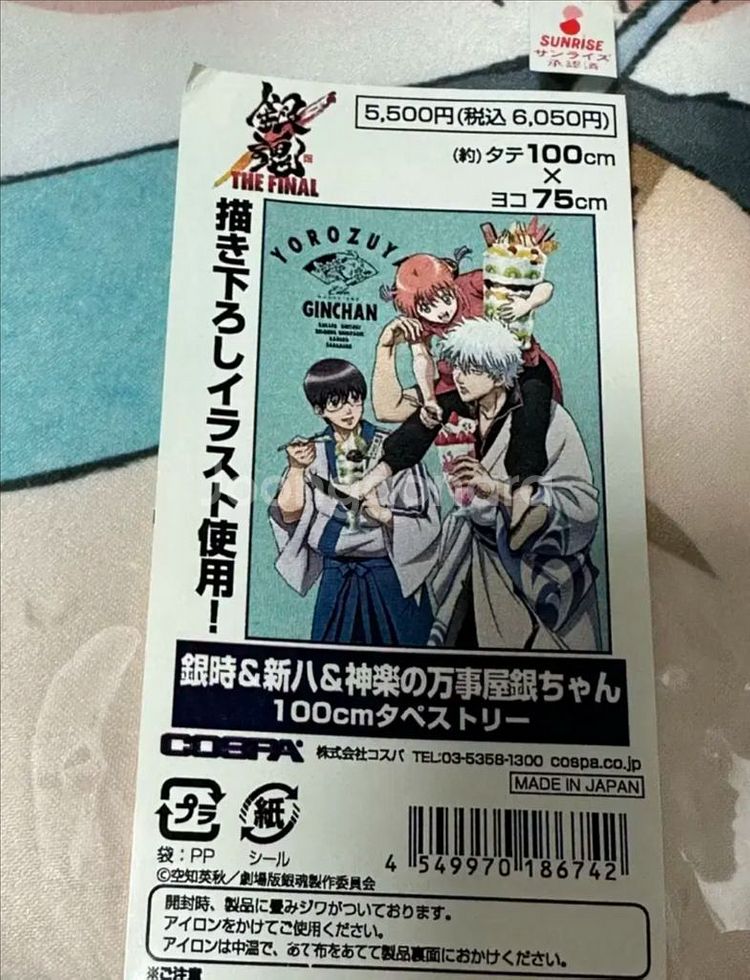 SUNRISE
サンライズ
承認済
銀魂
THE FINAL
5,500円(税込 6,050円)
(約)タテ100cm
×
ヨコ75cm
描き下ろしイラスト使用!
YOROZUY
GINCHAN
銀時&新八&神楽の万事屋銀ちゃん
100cmタペストリー
COSPA 株式会社コスパ TEL:03-5358-1300 cospa.co.jp
MADE IN JAPAN
プラ 紙
袋:PP シール
4 549970 186742
©空知英秋/劇場版銀魂製作委員会
開封時、製品に畳みジワがついております。
アイロンをかけてご使用ください。
アイロンは中温で、あて布をあてて製品裏面におかけください。
※ご注意